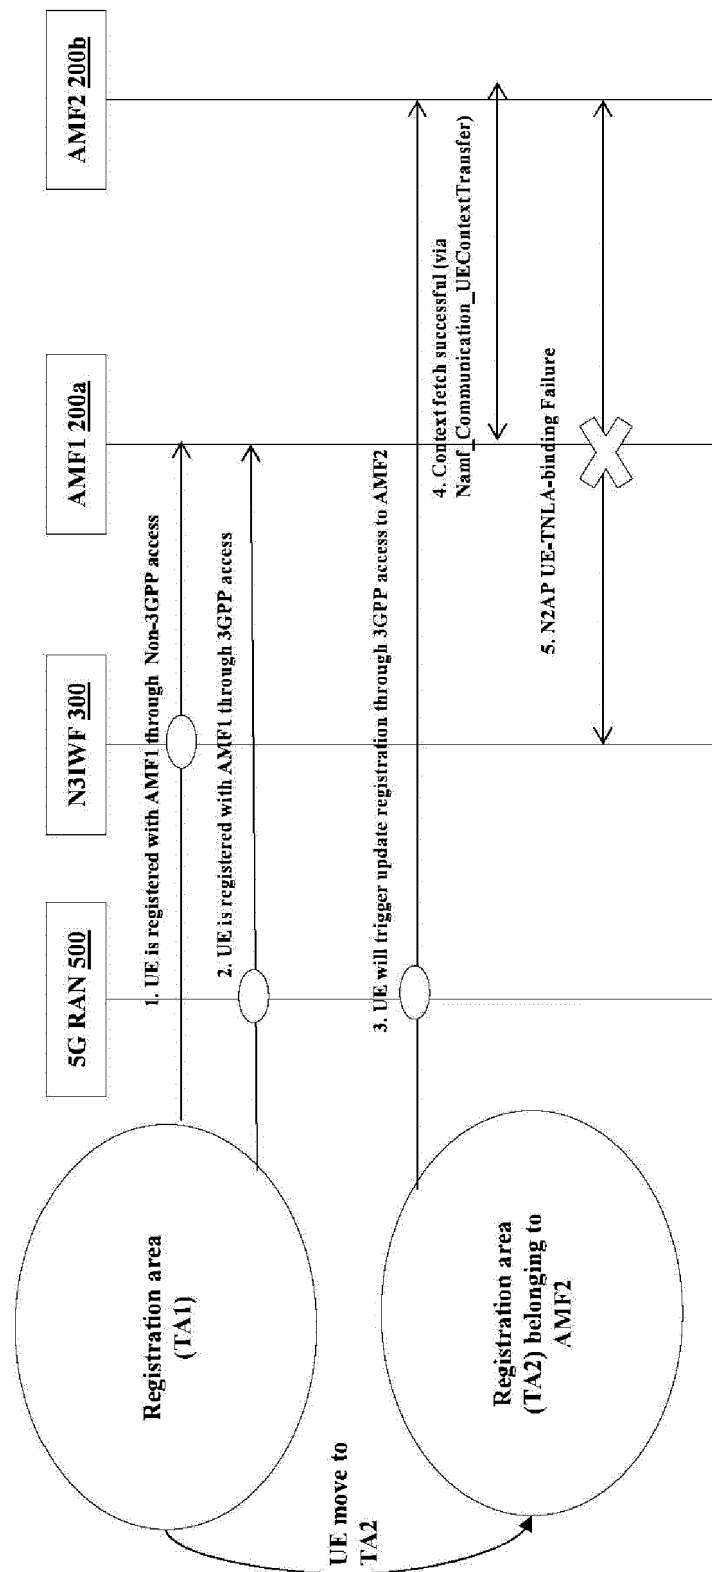 5G RAN 500
N3IWF 300
AMF1 200a
AMF2 200b
Registration area
(TA1)
1. UE is registered with AMF1 through Non-3GPP access
2. UE is registered with AMF1 through 3GPP access
UE move to
TA2
Registration area
(TA2) belonging to
AMF2
3. UE will trigger update registration through 3GPP access to AMF2
4. Context fetch successful (via
Namf_Communication_UEContextTransfer)
5. N2AP UE-TNLA-binding Failure